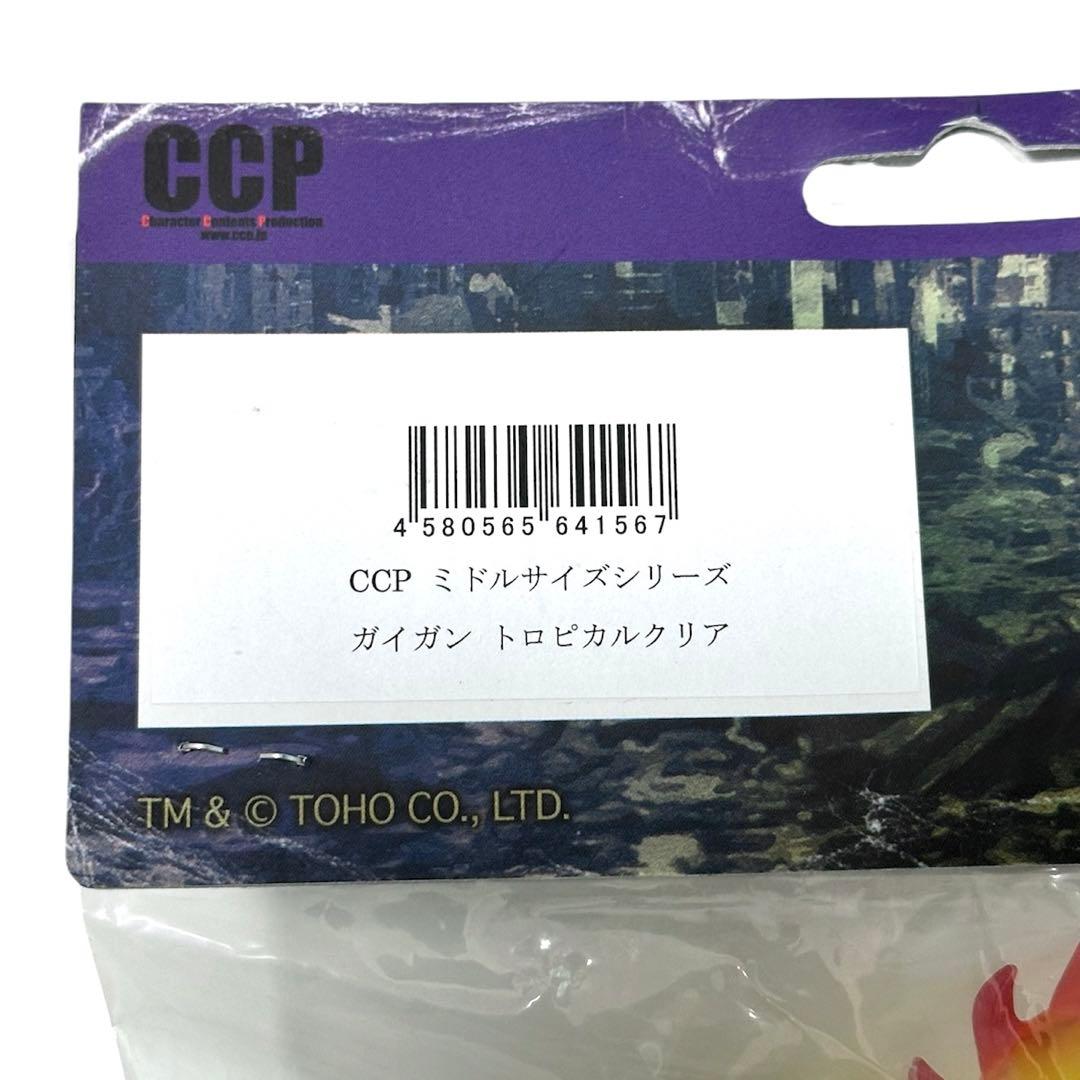 CCP
Character Contents Production
www.ccp.jp
4 580565 641567
CCP ミドルサイズシリーズ
ガイガン トロピカルクリア
TM & © TOHO CO., LTD.